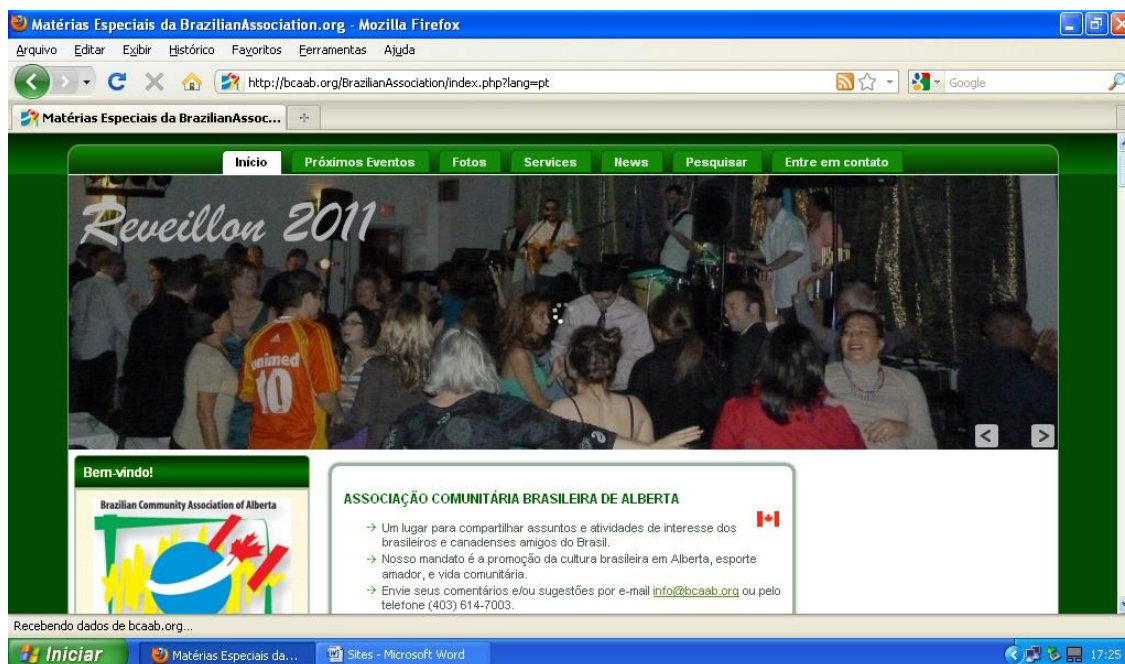 Matérias Especiais da BrazilianAssociation.org - Mozilla Firefox
Arquivo Editar Exibir Histórico Favoritos Ferramentas Ajuda
http://bcaab.org/BrazilianAssociation/index.php?lang=pt
Google
Matérias Especiais da BrazilianAssoc...
Início Próximos Eventos Fotos Services News Pesquisar Entre em contato
Reveillon 2011
unimed
10
Bem-vindo!
Brazilian Community Association of Alberta
ASSOCIAÇÃO COMUNITÁRIA BRASILEIRA DE ALBERTA
Um lugar para compartilhar assuntos e atividades de interesse dos
brasileiros e canadenses amigos do Brasil.
Nosso mandato é a promoção da cultura brasileira em Alberta, esporte
amador, e vida comunitária.
Envie seus comentários e/ou sugestões por e-mail info@bcaab.org ou pelo
telefone (403) 614-7003.
Recebendo dados de bcaab.org...
Iniciar Matérias Especiais da... Sites - Microsoft Word 17:25